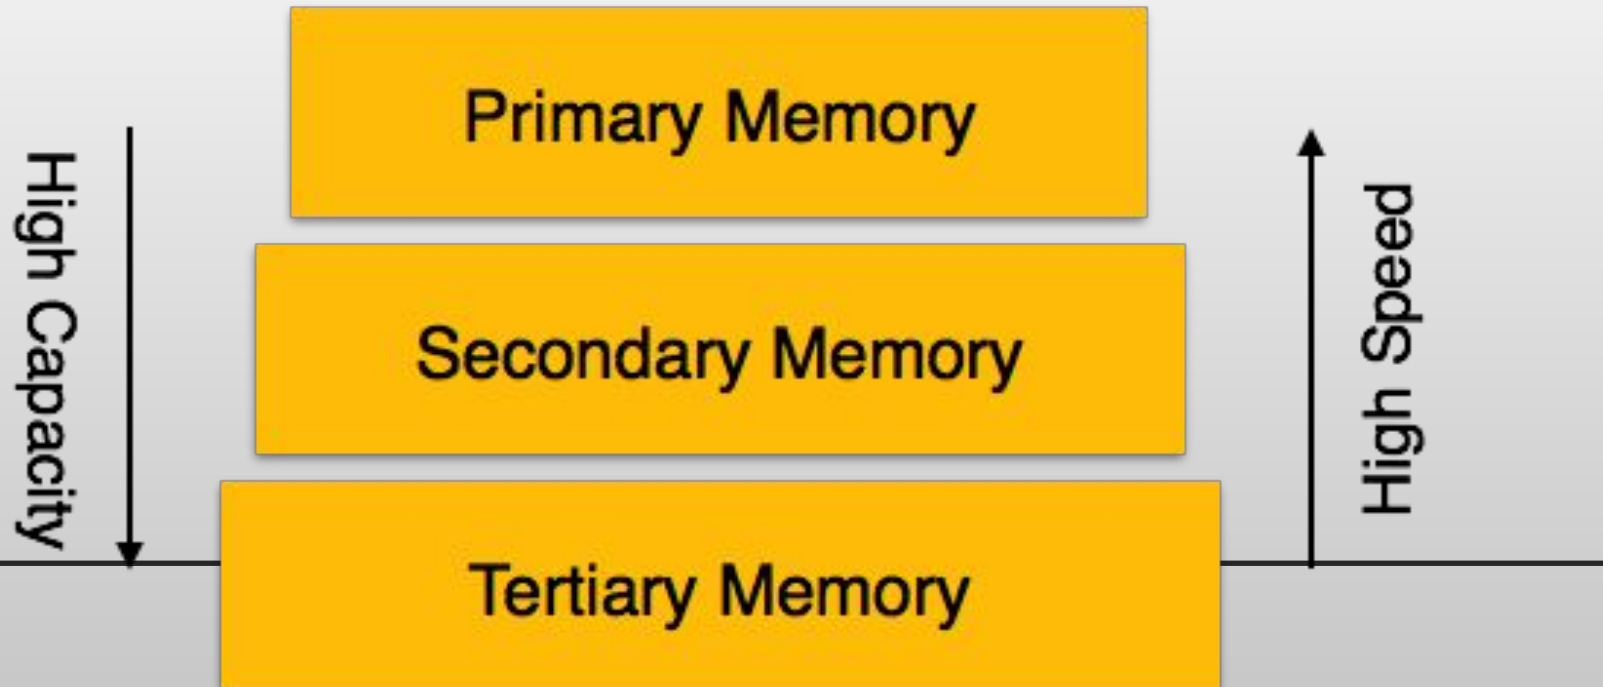 Primary Memory
High Capacity
Secondary Memory
High Speed
Tertiary Memory